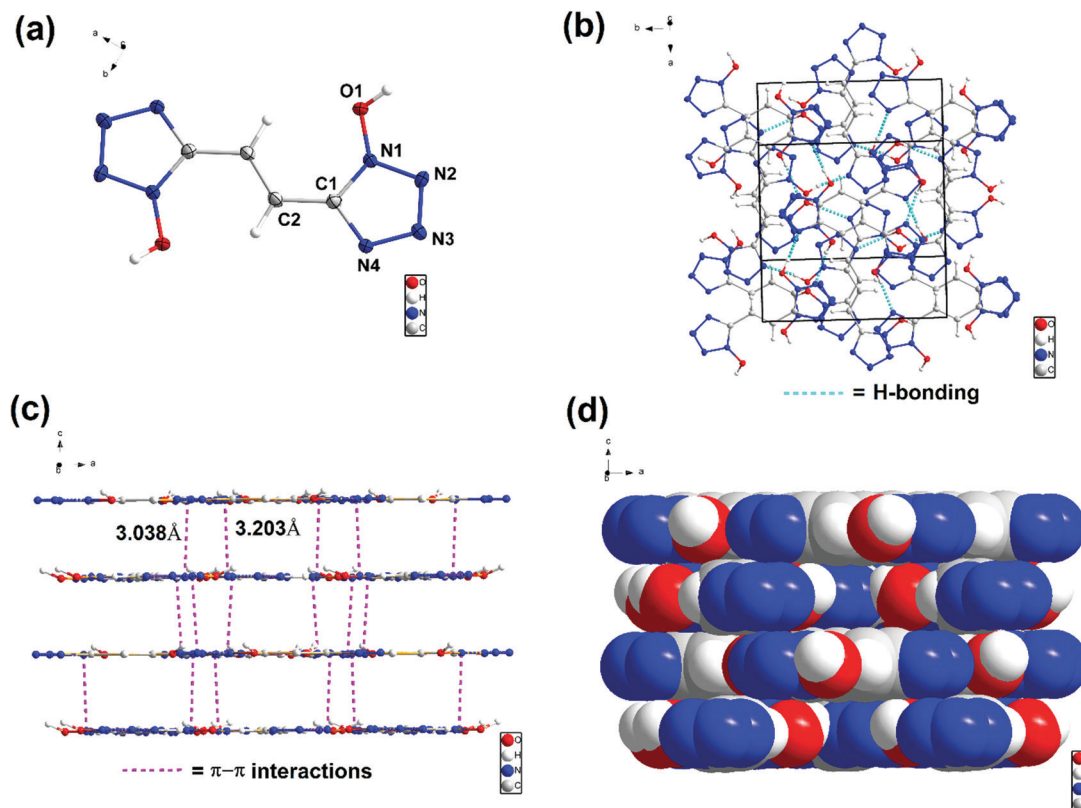 (a)
a
c
b
O1
N1
N2
C1
C2
N3
N4
O
H
N
C
(b)
b
c
a
O
H
N
C
= H-bonding
(c)
c
b
a
3.038Å
3.203Å
O
H
N
C
= π–π interactions
(d)
c
b
a